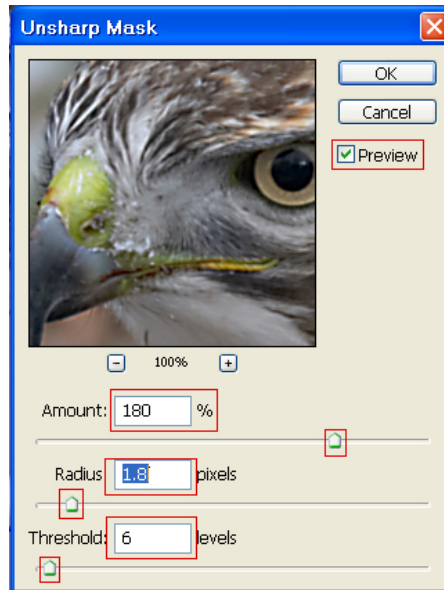 Unsharp Mask
OK
Cancel
Preview
100%
Amount: 180 %
Radius 1.8 pixels
Threshold: 6 levels